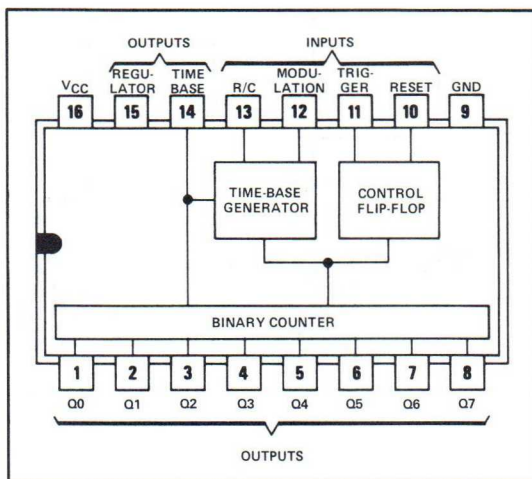 OUTPUTS INPUTS
VCC REGU-LATOR TIME BASE R/C MODU-LATION TRIG-GER RESET GND
16 15 14 13 12 11 10 9
TIME-BASE GENERATOR
CONTROL FLIP-FLOP
BINARY COUNTER
1 2 3 4 5 6 7 8
Q0 Q1 Q2 Q3 Q4 Q5 Q6 Q7
OUTPUTS